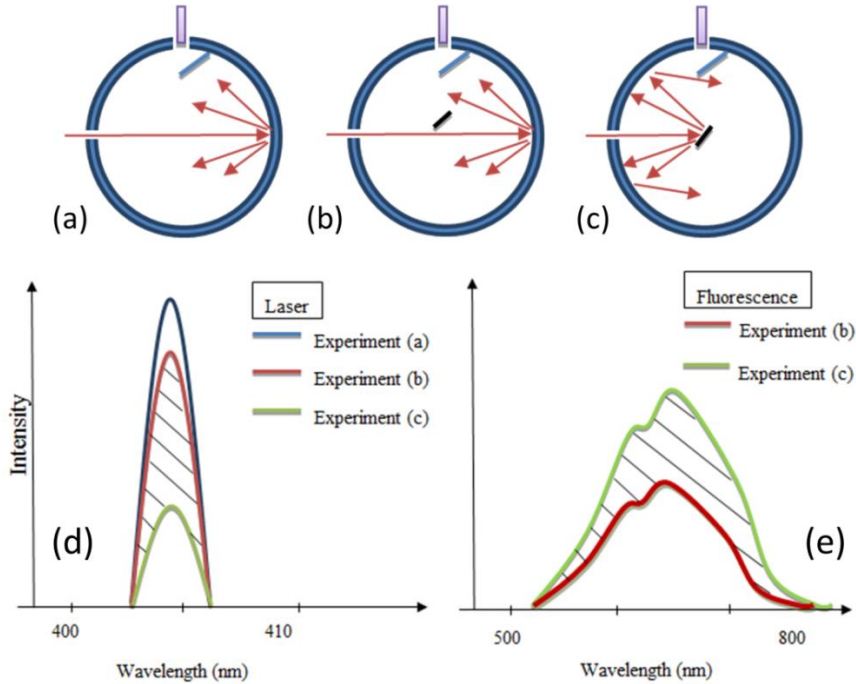 (a)
(b)
(c)
Intensity
(d)
Laser
Experiment (a)
Experiment (b)
Experiment (c)
400
410
Wavelength (nm)
Fluorescence
Experiment (b)
Experiment (c)
(e)
500
800
Wavelength (nm)